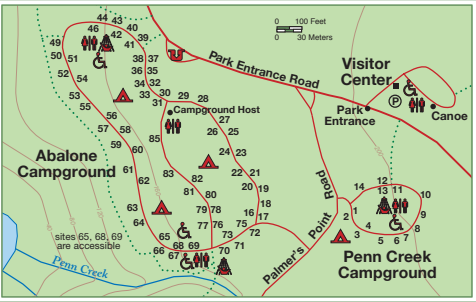 44 43
46 42 40
49 41 39
50 51 38 37
52 54 36 35
53 34 32
55 33 31 30 29 28
56
57 58
59
60
61
62
63
64
85
83
82
81 80
79 78
77 76
65
66 67 68 69
70
71
72
73
75
16
17
18
19
20
21
22
23
24
25
26
27
0 100 Feet
0 30 Meters
Park Entrance Road
Visitor
Center
P
Park
Entrance
Canoe
Campground Host
Abalone
Campground
sites 65, 68, 69
are accessible
Penn Creek
Palmer's Point Road
14 12
13 11 10
2 1
3 4 5 6 7 8
9
Penn Creek
Campground